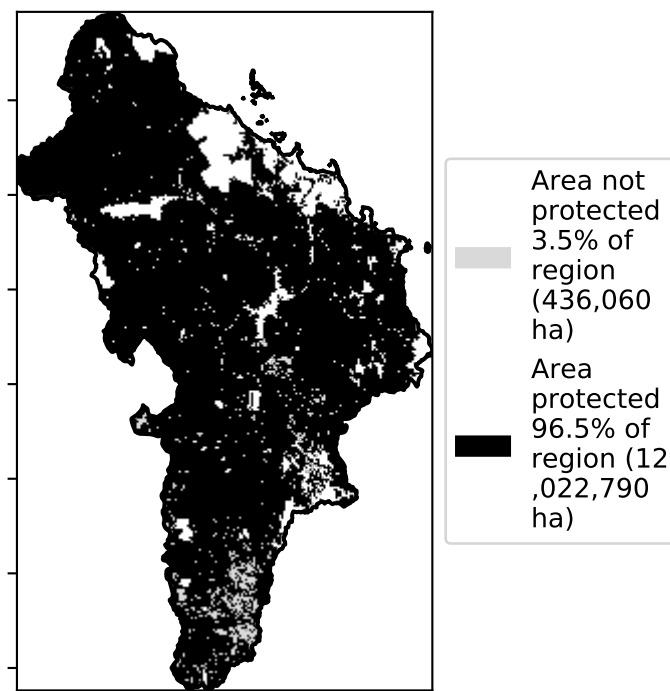 Area not
protected
3.5% of
region
(436,060
ha)
Area
protected
96.5% of
region (12
,022,790
ha)